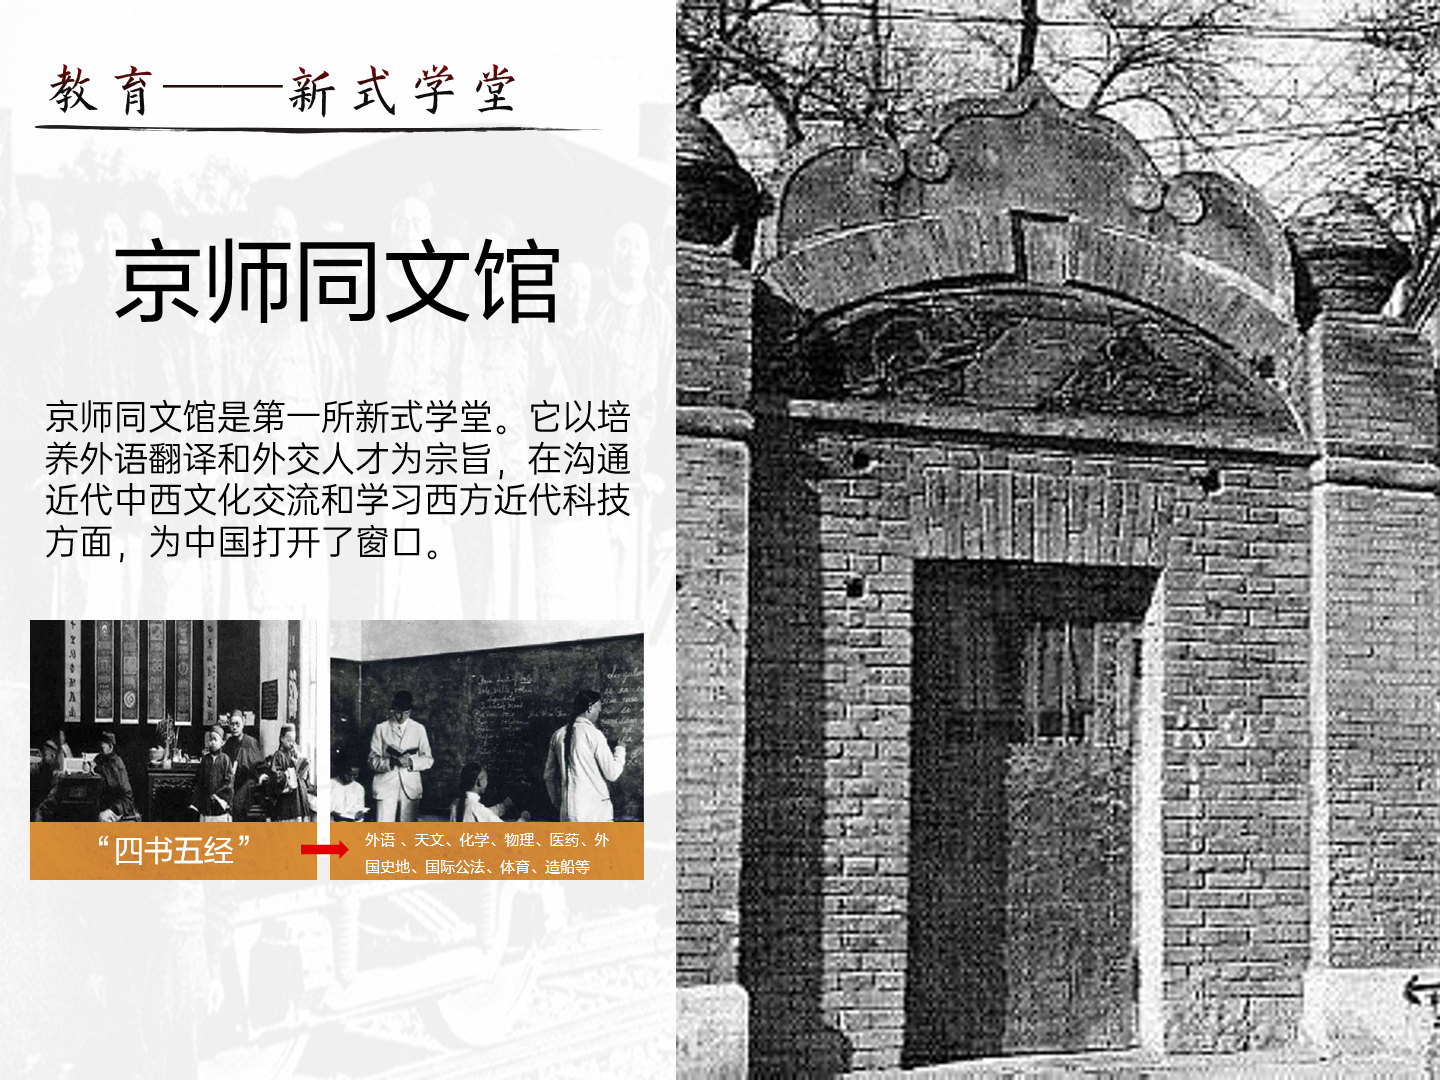 教育——新式学堂
京师同文馆
京师同文馆是第一所新式学堂。它以培
养外语翻译和外交人才为宗旨，在沟通
近代中西文化交流和学习西方近代科技
方面，为中国打开了窗口。
“四书五经”
外语 、天文、化学、物理、医药、外
国史地、国际公法、体育、造船等